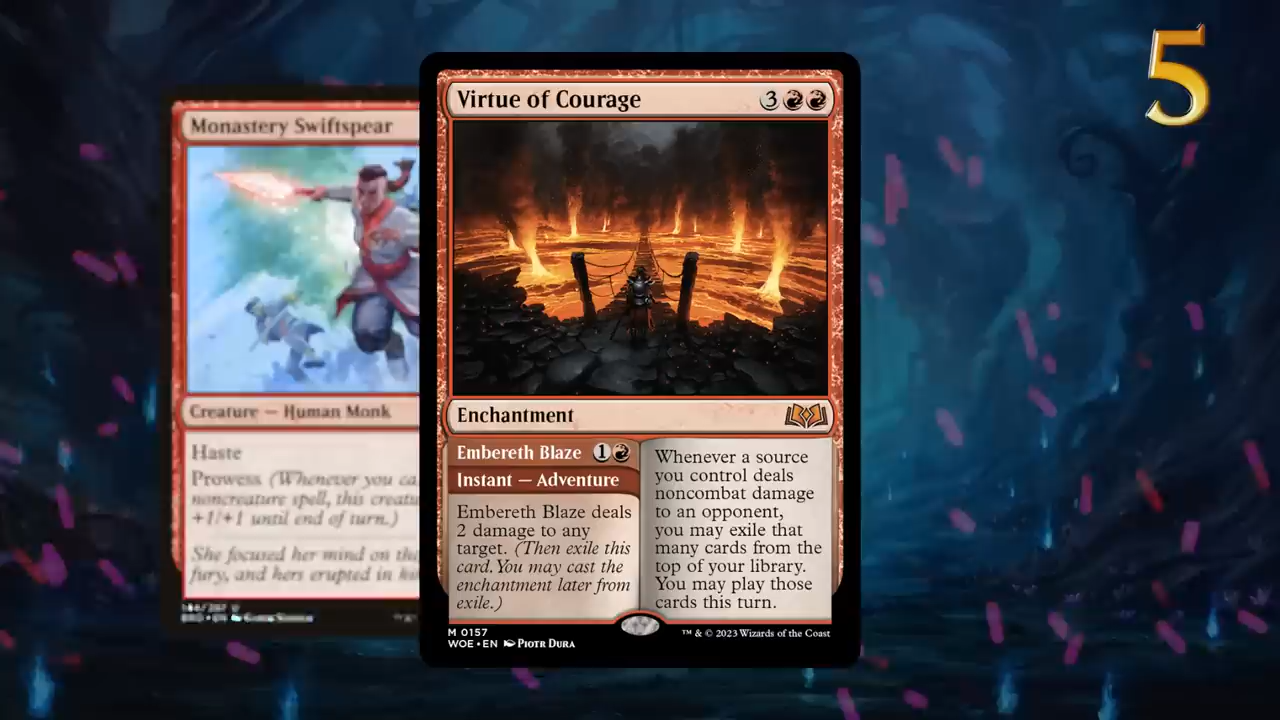 5
Monastery Swiftspear
Creature — Human Monk
Haste
Prowess (Whenever you ca
noncreature spell, this creatu
+1/+1 until end of turn.)
She focused her mind on th
fury, and hers erupted in
Virtue of Courage 3
Enchantment
Embereth Blaze 1
Instant — Adventure
Embereth Blaze deals
2 damage to any
target. (Then exile this
card. You may cast the
enchantment later from
exile.)
Whenever a source
you control deals
noncombat damage
to an opponent,
you may exile that
many cards from the
top of your library.
You may play those
cards this turn.
M 0157
WOE • EN Piotr Dura
™ & © 2023 Wizards of the Coast